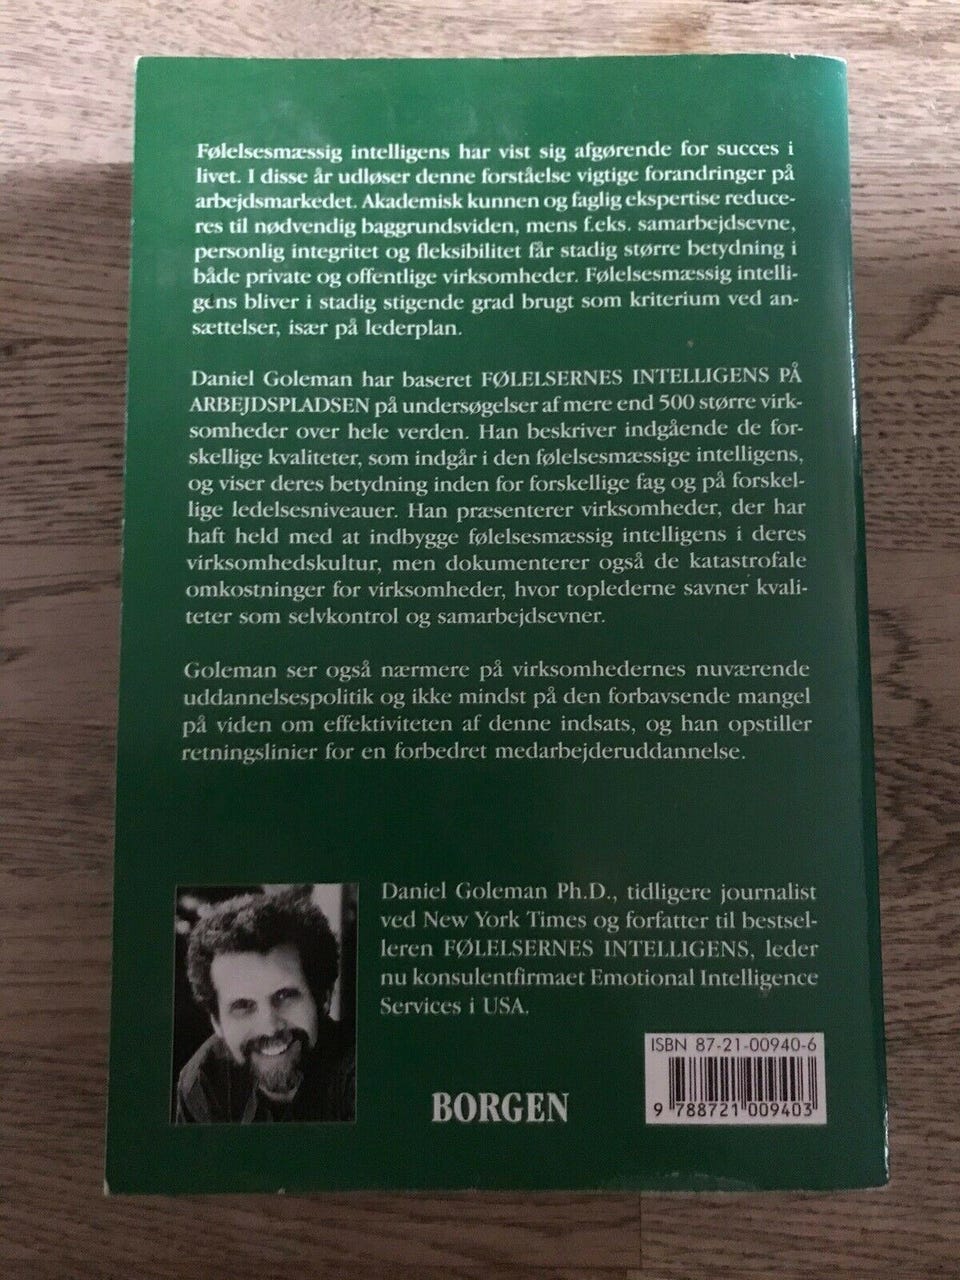 Følelsesmæssig intelligens har vist sig afgørende for succes i
livet. I disse år udløser denne forståelse vigtige forandringer på
arbejdsmarkedet. Akademisk kunnen og faglig ekspertise reduce-
res til nødvendig baggrundsviden, mens f.eks. samarbejdsevne,
personlig integritet og fleksibilitet får stadig større betydning i
både private og offentlige virksomheder. Følelsesmæssig intelli-
gens bliver i stadig stigende grad brugt som kriterium ved an-
sættelser, især på lederplan.
Daniel Goleman har baseret FØLELSERNES INTELLIGENS PÅ
ARBEJDSPLADSEN på undersøgelser af mere end 500 større virk-
somheder over hele verden. Han beskriver indgående de for-
skellige kvaliteter, som indgår i den følelsesmæssige intelligens,
og viser deres betydning inden for forskellige fag og på forskel-
lige ledelsesniveauer. Han præsenterer virksomheder, der har
haft held med at indbygge følelsesmæssig intelligens i deres
virksomhedskultur, men dokumenterer også de katastrofale
omkostninger for virksomheder, hvor toplederne savner kvali-
teter som selvkontrol og samarbejdsevner.
Goleman ser også nærmere på virksomhedernes nuværende
uddannelsespolitik og ikke mindst på den forbavsende mangel
på viden om effektiviteten af denne indsats, og han opstiller
retningslinier for en forbedret medarbejderuddannelse.
Daniel Goleman Ph.D., tidligere journalist
ved New York Times og forfatter til bestsel-
leren FØLELSERNES INTELLIGENS, leder
nu konsulentfirmaet Emotional Intelligence
Services i USA.
BORGEN
ISBN 87-21-00940-6
9 788721 009403